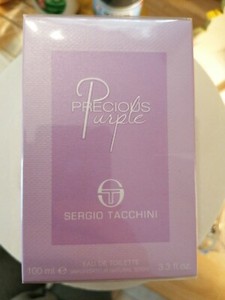 PRECIOUS
Purple
SERGIO TACCHINI
EAU DE TOILETTE
100 ml e 3.3 fl.oz.